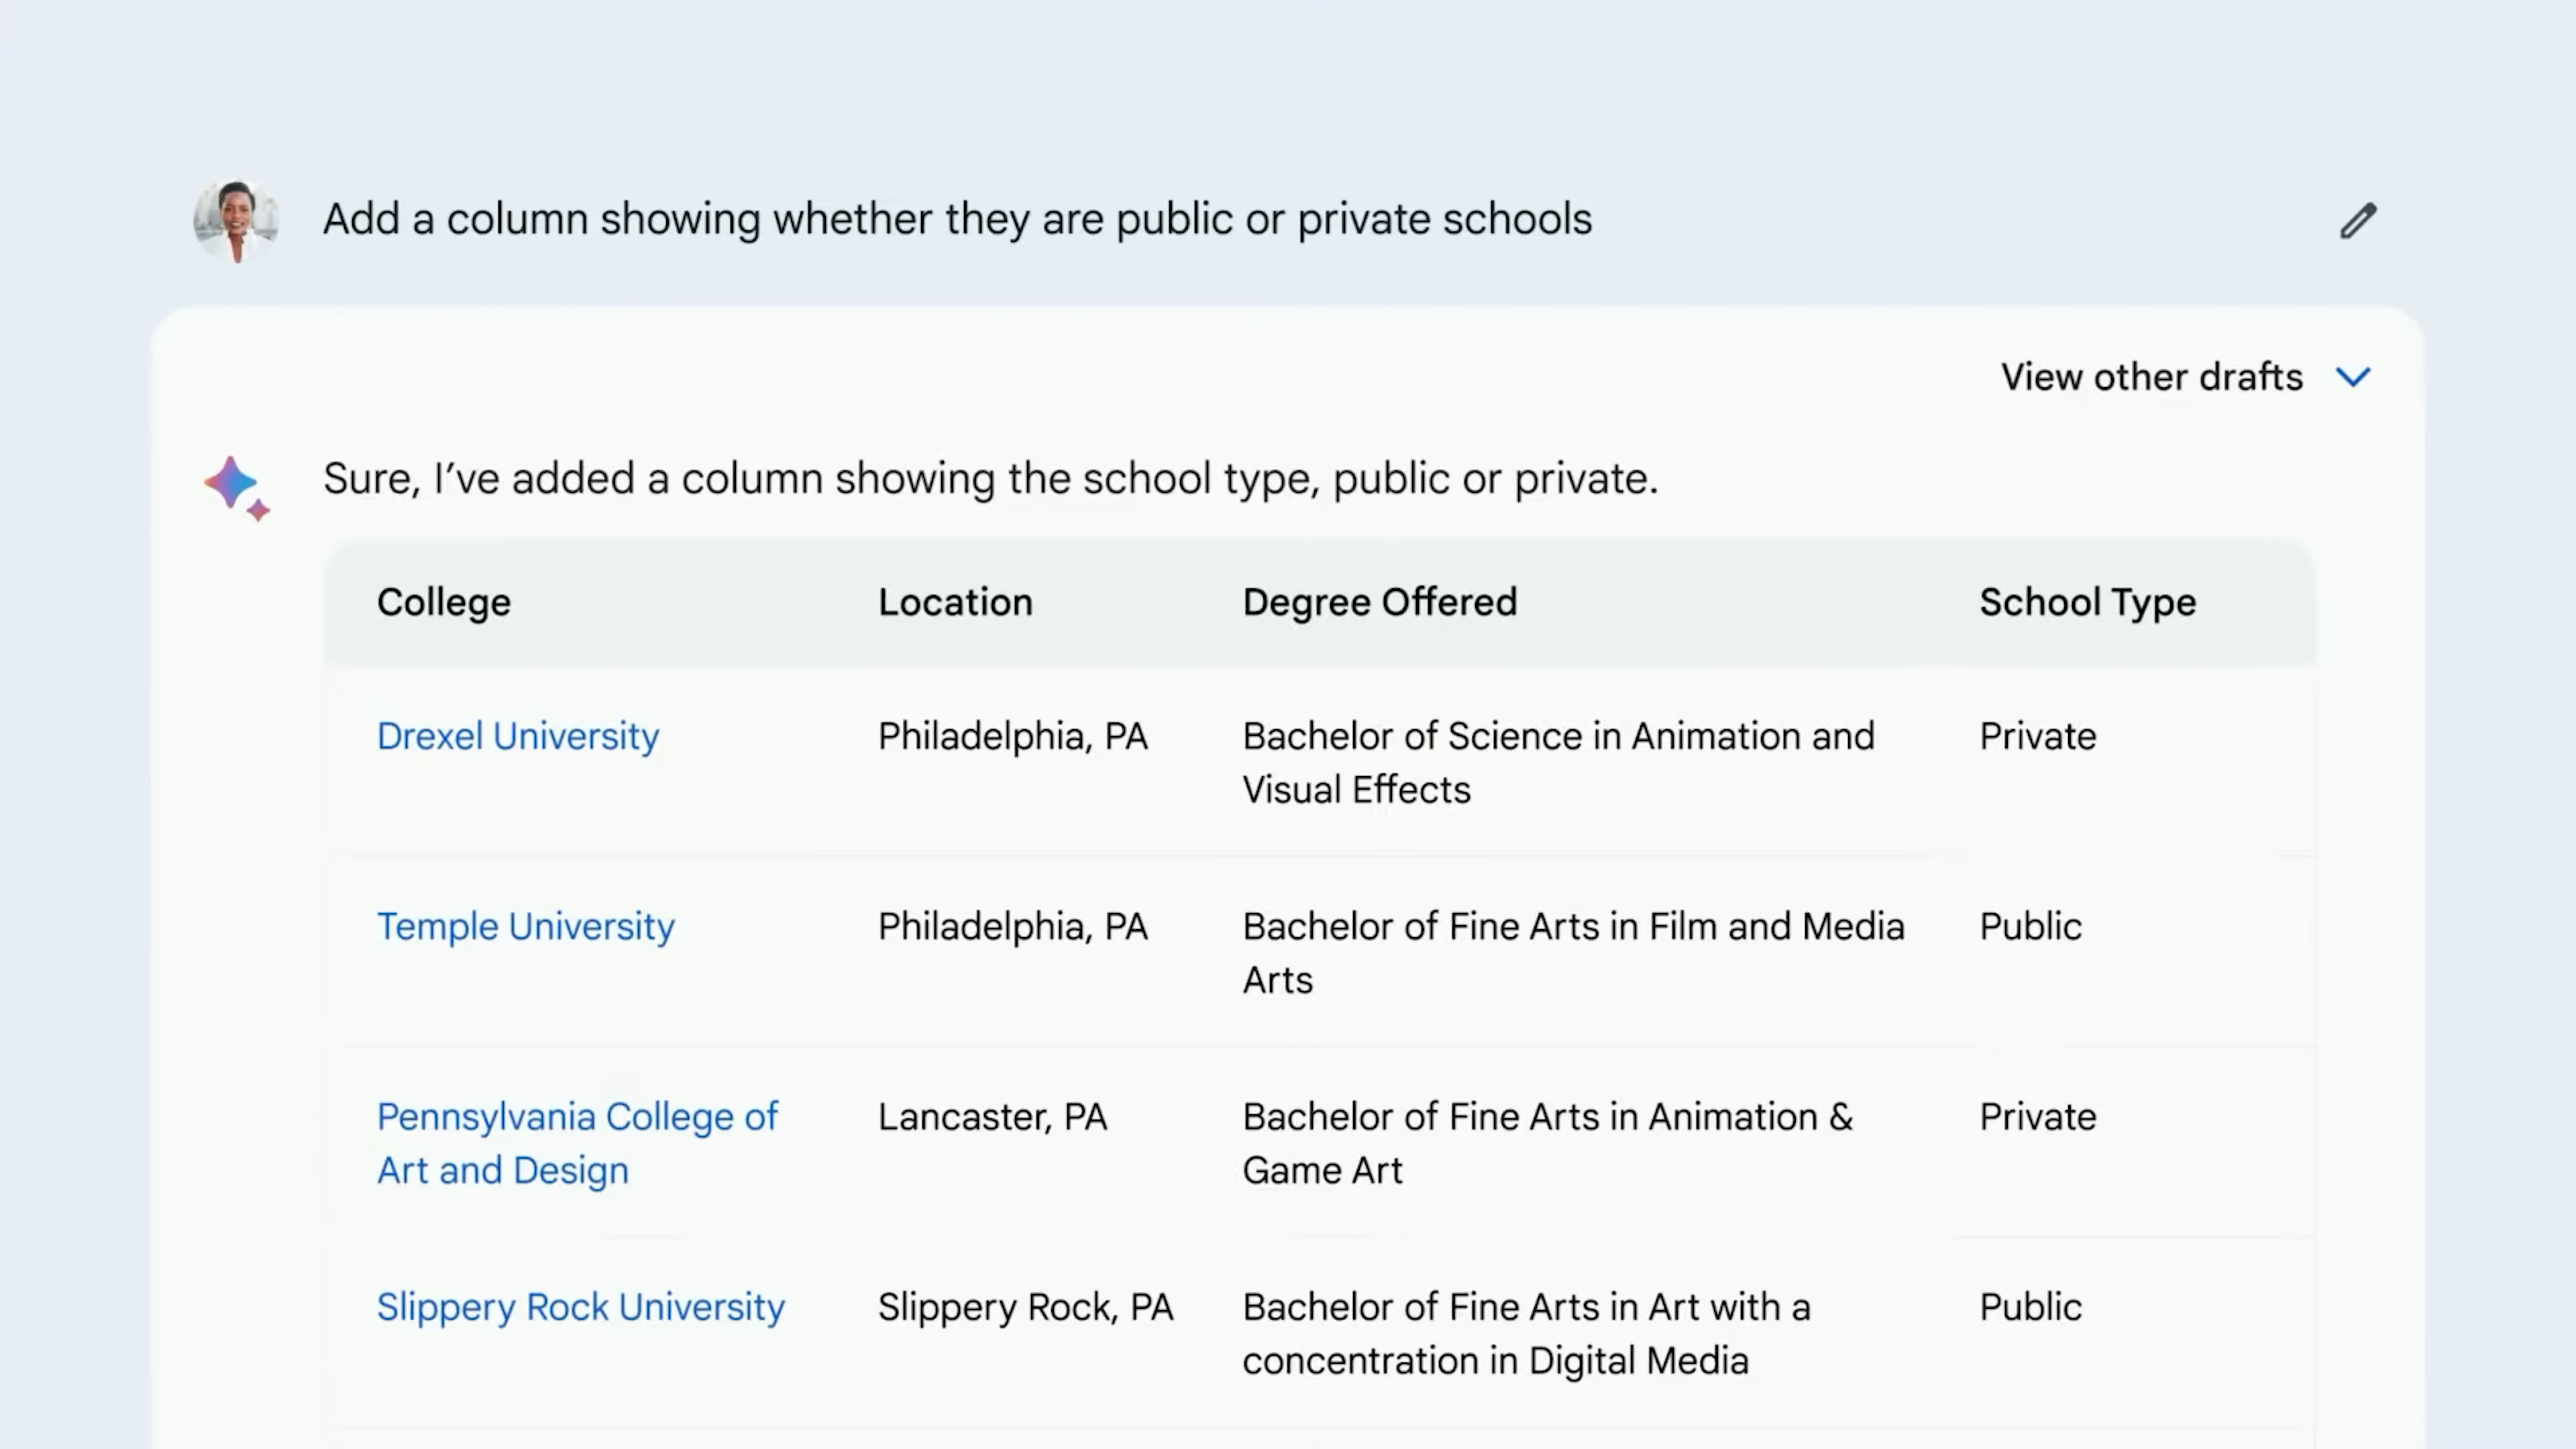 Add a column showing whether they are public or private schools
View other drafts
Sure, I’ve added a column showing the school type, public or private.
College Location Degree Offered School Type
Drexel University Philadelphia, PA Bachelor of Science in Animation and Private
Visual Effects
Temple University Philadelphia, PA Bachelor of Fine Arts in Film and Media Public
Arts
Pennsylvania College of Lancaster, PA Bachelor of Fine Arts in Animation & Private
Art and Design Game Art
Slippery Rock University Slippery Rock, PA Bachelor of Fine Arts in Art with a Public
concentration in Digital Media